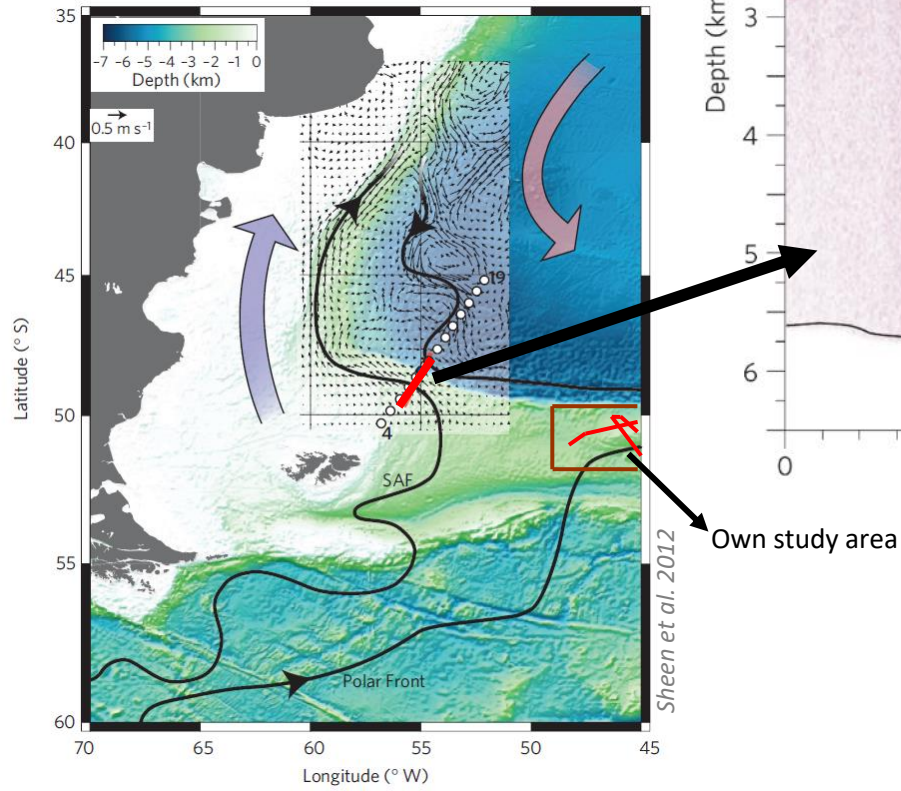 35
-7 -6 -5 -4 -3 -2 -1 0
Depth (km)
0.5 m s⁻¹
40
45
50
55
60
Latitude (° S)
19
4
SAF
Polar Front
70 65 60 55 50 45
Longitude (° W)
Sheen et al. 2012
Own study area
Depth (km
3
4
5
6
0